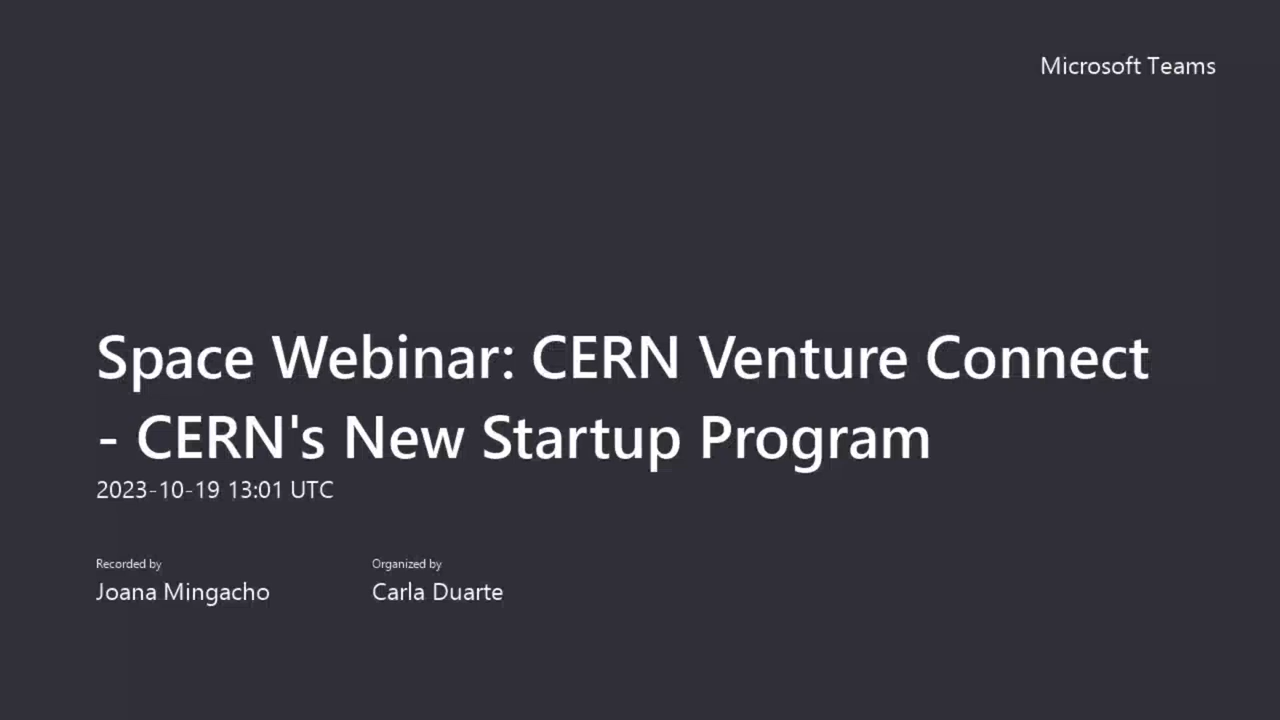 Microsoft Teams
Space Webinar: CERN Venture Connect
- CERN's New Startup Program
2023-10-19 13:01 UTC
Recorded by
Joana Mingacho
Organized by
Carla Duarte